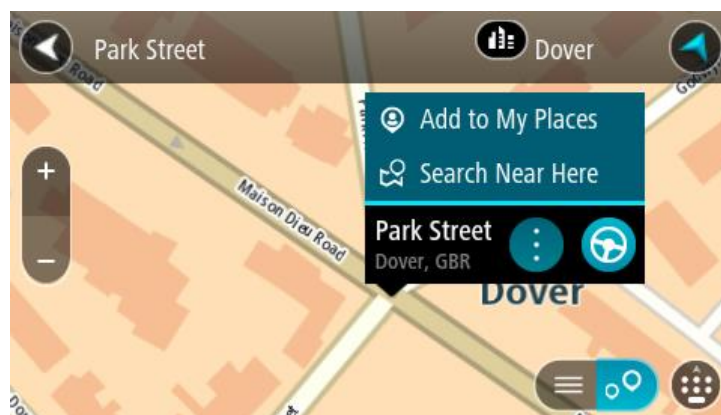 Park Street
Dover
Road
Add to My Places
Search Near Here
Maison Dieu Road
Park Street
Dover, GBR
Dover